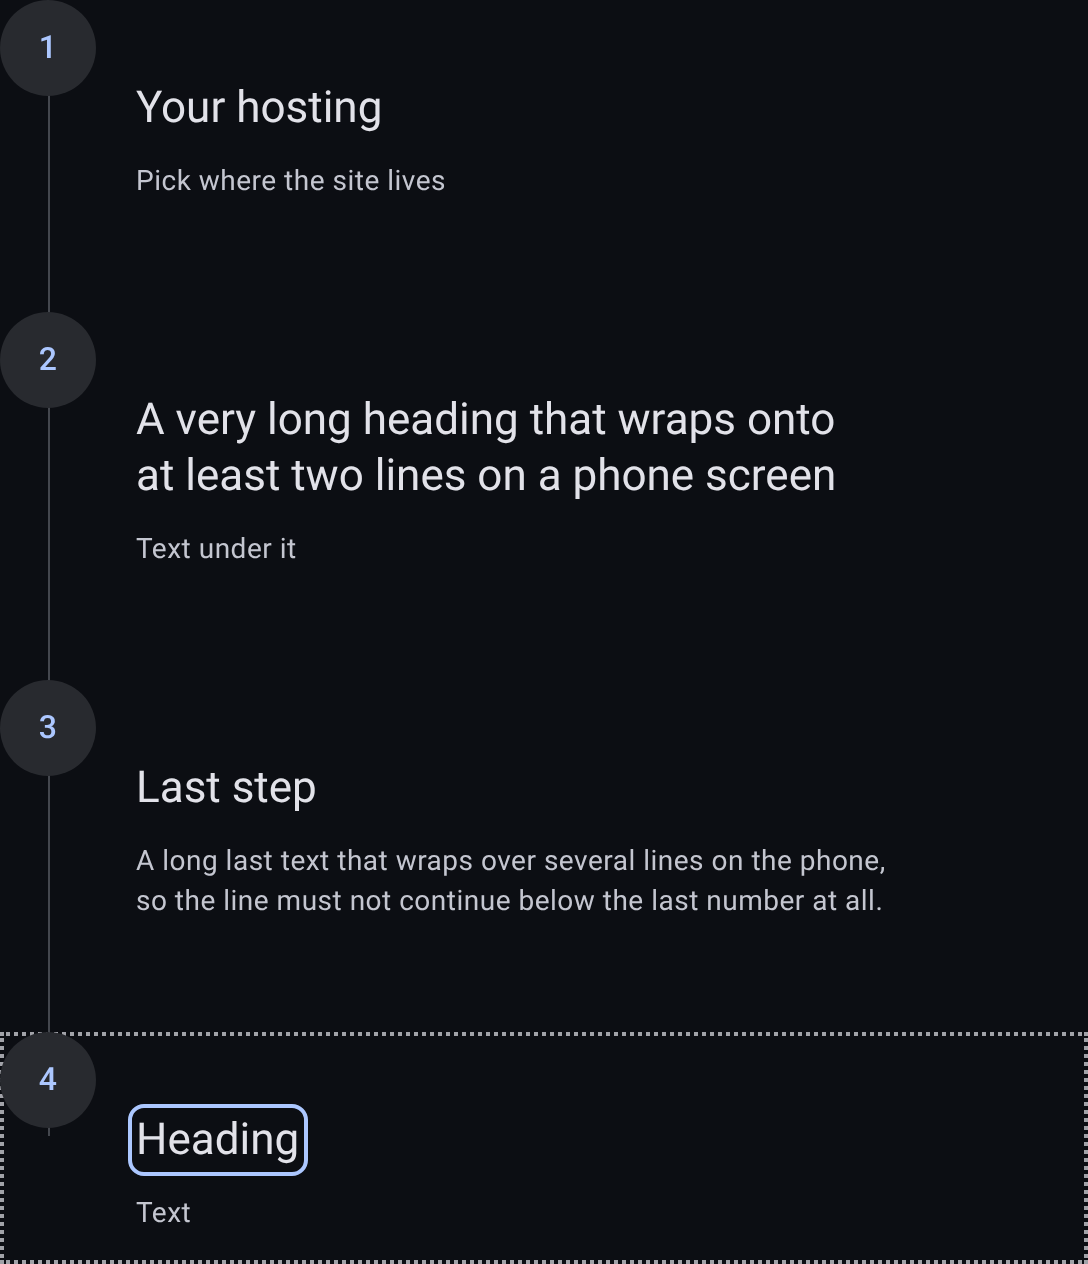 1
Your hosting
Pick where the site lives
2
A very long heading that wraps onto
at least two lines on a phone screen
Text under it
3
Last step
A long last text that wraps over several lines on the phone,
so the line must not continue below the last number at all.
4
Heading
Text